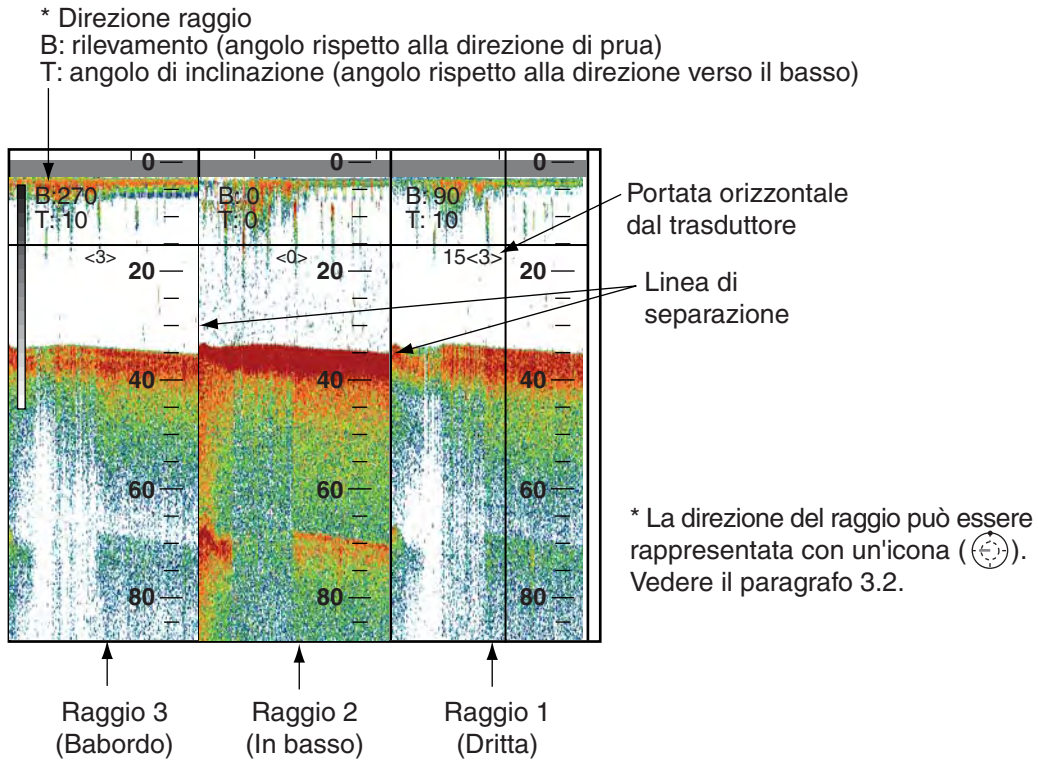 * Direzione raggio
B: rilevamento (angolo rispetto alla direzione di prua)
T: angolo di inclinazione (angolo rispetto alla direzione verso il basso)
0 0 0
B:270 B: 0 B: 90
T: 10 T: 0 T: 10
<3> <0> 15<3>
20 20 20
40 40 40
60 60 60
80 80 80
Portata orizzontale
dal trasduttore
Linea di
separazione
* La direzione del raggio può essere
rappresentata con un'icona ( ).
Vedere il paragrafo 3.2.
Raggio 3
(Babordo)
Raggio 2
(In basso)
Raggio 1
(Dritta)